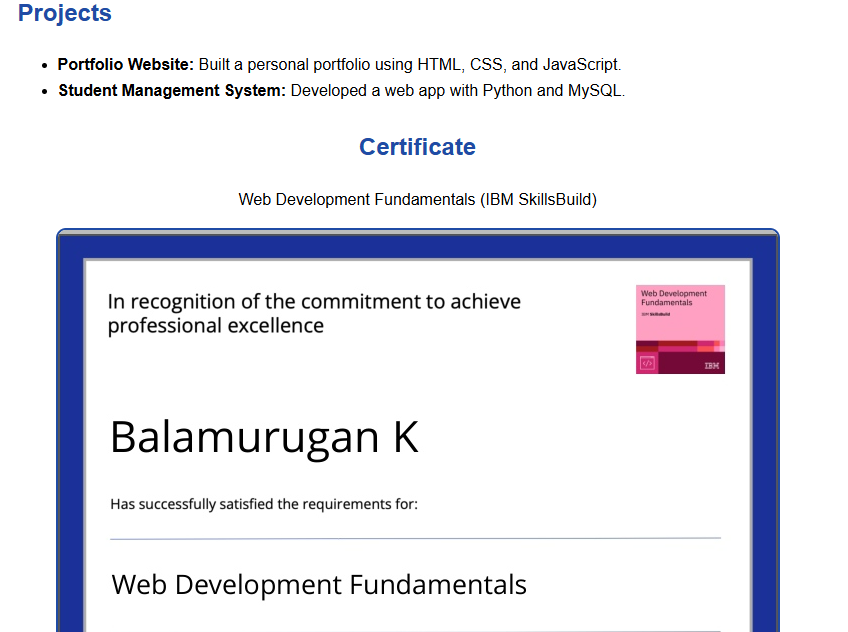 Projects
Portfolio Website: Built a personal portfolio using HTML, CSS, and JavaScript.
Student Management System: Developed a web app with Python and MySQL.
Certificate
Web Development Fundamentals (IBM SkillsBuild)
In recognition of the commitment to achieve
professional excellence
Web Development
Fundamentals
IBM SkillsBuild
</>
IBM
Balamurugan K
Has successfully satisfied the requirements for:
Web Development Fundamentals